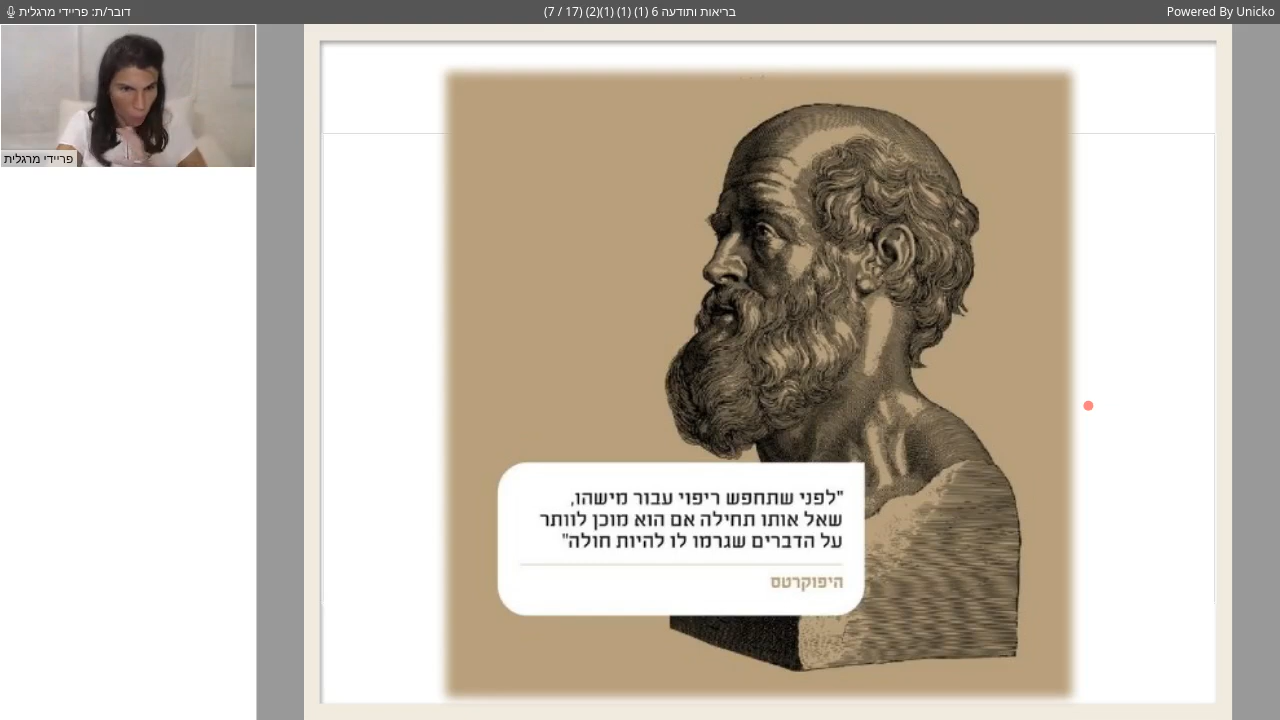 דובר/ת: פריידי מרגלית
בריאות ותודעה 6 (1) (1) (1)(2) (17 / 7)
Powered By Unicko
פריידי מרגלית
"לפני שתחפש ריפוי עבור מישהו,
שאל אותו תחילה אם הוא מוכן לוותר
על הדברים שגרמו לו להיות חולה"
היפוקרטס